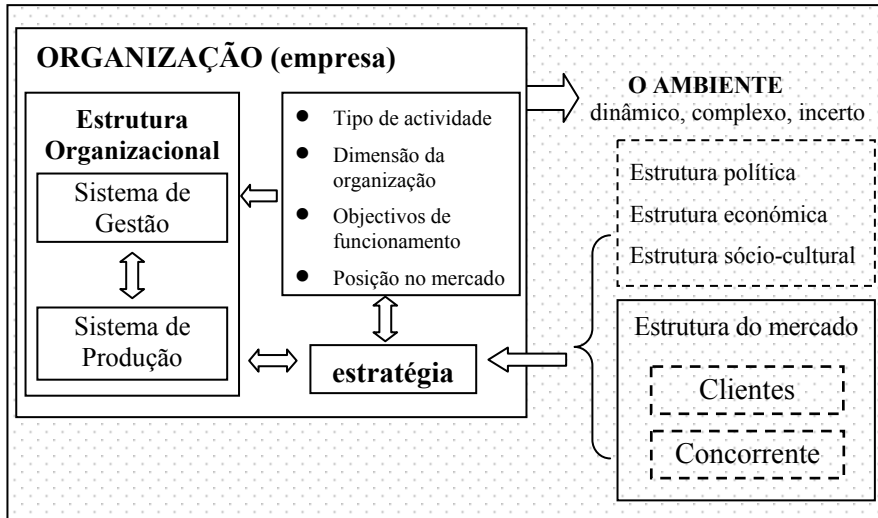 ORGANIZAÇÃO (empresa)
Estrutura
Organizacional
Sistema de
Gestão
Sistema de
Produção
● Tipo de actividade
● Dimensão da
organização
● Objectivos de
funcionamento
● Posição no mercado
estratégia
O AMBIENTE
dinâmico, complexo, incerto
Estrutura política
Estrutura económica
Estrutura sócio-cultural
Estrutura do mercado
Clientes
Concorrente